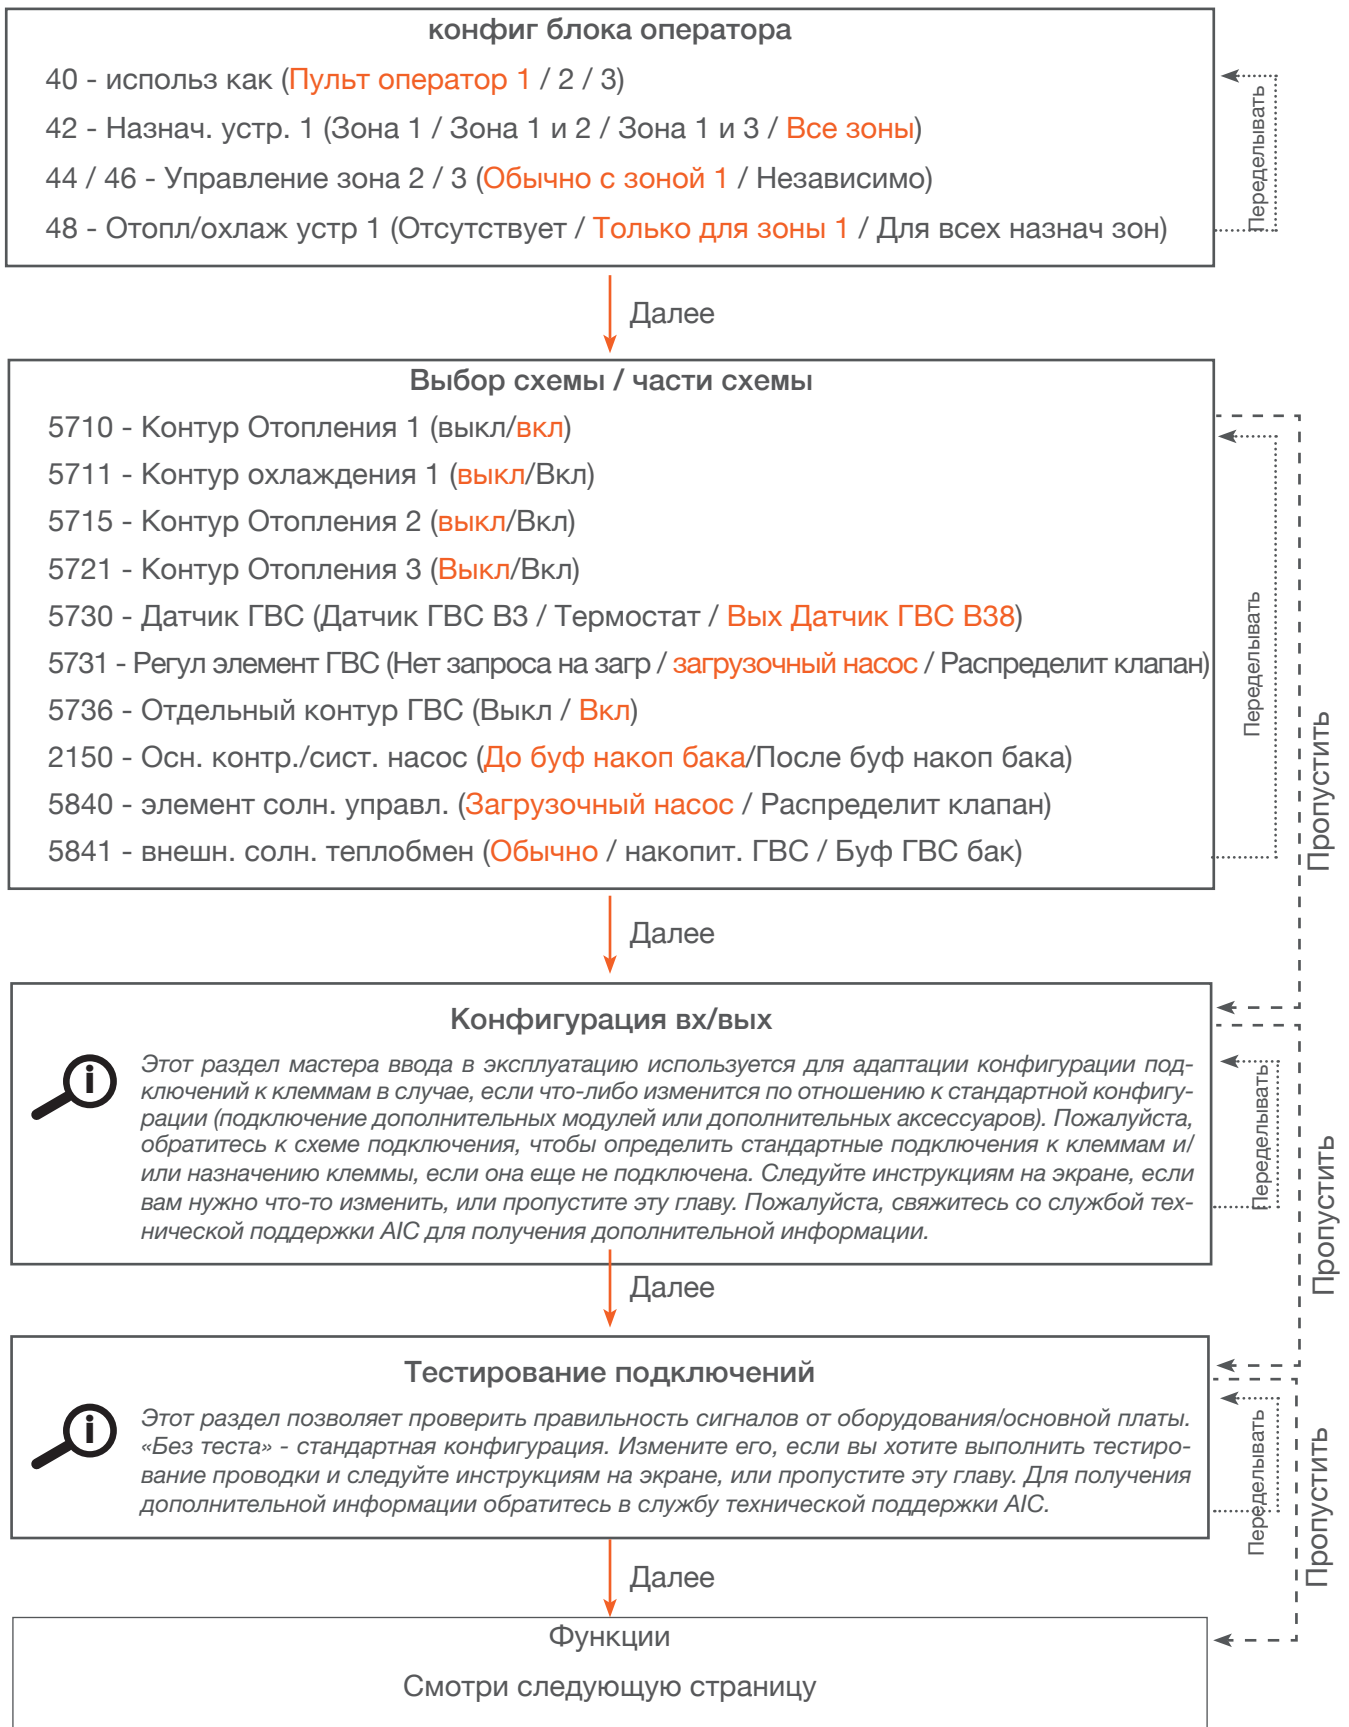 конфиг блока оператора
40 - использ как (Пульт оператор 1 / 2 / 3)
42 - Назнач. устр. 1 (Зона 1 / Зона 1 и 2 / Зона 1 и 3 / Все зоны)
44 / 46 - Управление зона 2 / 3 (Обычно с зоной 1 / Независимо)
48 - Отопл/охлаж устр 1 (Отсутствует / Только для зоны 1 / Для всех назнач зон)
Переделывать
Далее
Выбор схемы / части схемы
5710 - Контур Отопления 1 (выкл/вкл)
5711 - Контур охлаждения 1 (выкл/Вкл)
5715 - Контур Отопления 2 (выкл/Вкл)
5721 - Контур Отопления 3 (Выкл/Вкл)
5730 - Датчик ГВС (Датчик ГВС B3 / Термостат / Вых Датчик ГВС B38)
5731 - Регул элемент ГВС (Нет запроса на загр / загрузочный насос / Распределит клапан)
5736 - Отдельный контур ГВС (Выкл / Вкл)
2150 - Осн. контр./сист. насос (До буф накоп бака/После буф накоп бака)
5840 - элемент солн. управл. (Загрузочный насос / Распределит клапан)
5841 - внешн. солн. теплобмен (Обычно / накопит. ГВС / Буф ГВС бак)
Переделывать
Пропустить
Далее
Конфигурация вх/вых
Этот раздел мастера ввода в эксплуатацию используется для адаптации конфигурации под-
ключений к клеммам в случае, если что-либо изменится по отношению к стандартной конфигу-
рации (подключение дополнительных модулей или дополнительных аксессуаров). Пожалуйста,
обратитесь к схеме подключения, чтобы определить стандартные подключения к клеммам и/
или назначению клеммы, если она еще не подключена. Следуйте инструкциям на экране, если
вам нужно что-то изменить, или пропустите эту главу. Пожалуйста, свяжитесь со службой тех-
нической поддержки AIC для получения дополнительной информации.
Переделывать
Пропустить
Далее
Тестирование подключений
Этот раздел позволяет проверить правильность сигналов от оборудования/основной платы.
«Без теста» - стандартная конфигурация. Измените его, если вы хотите выполнить тестиро-
вание проводки и следуйте инструкциям на экране, или пропустите эту главу. Для получения
дополнительной информации обратитесь в службу технической поддержки AIC.
Переделывать
Пропустить
Далее
Функции
Смотри следующую страницу